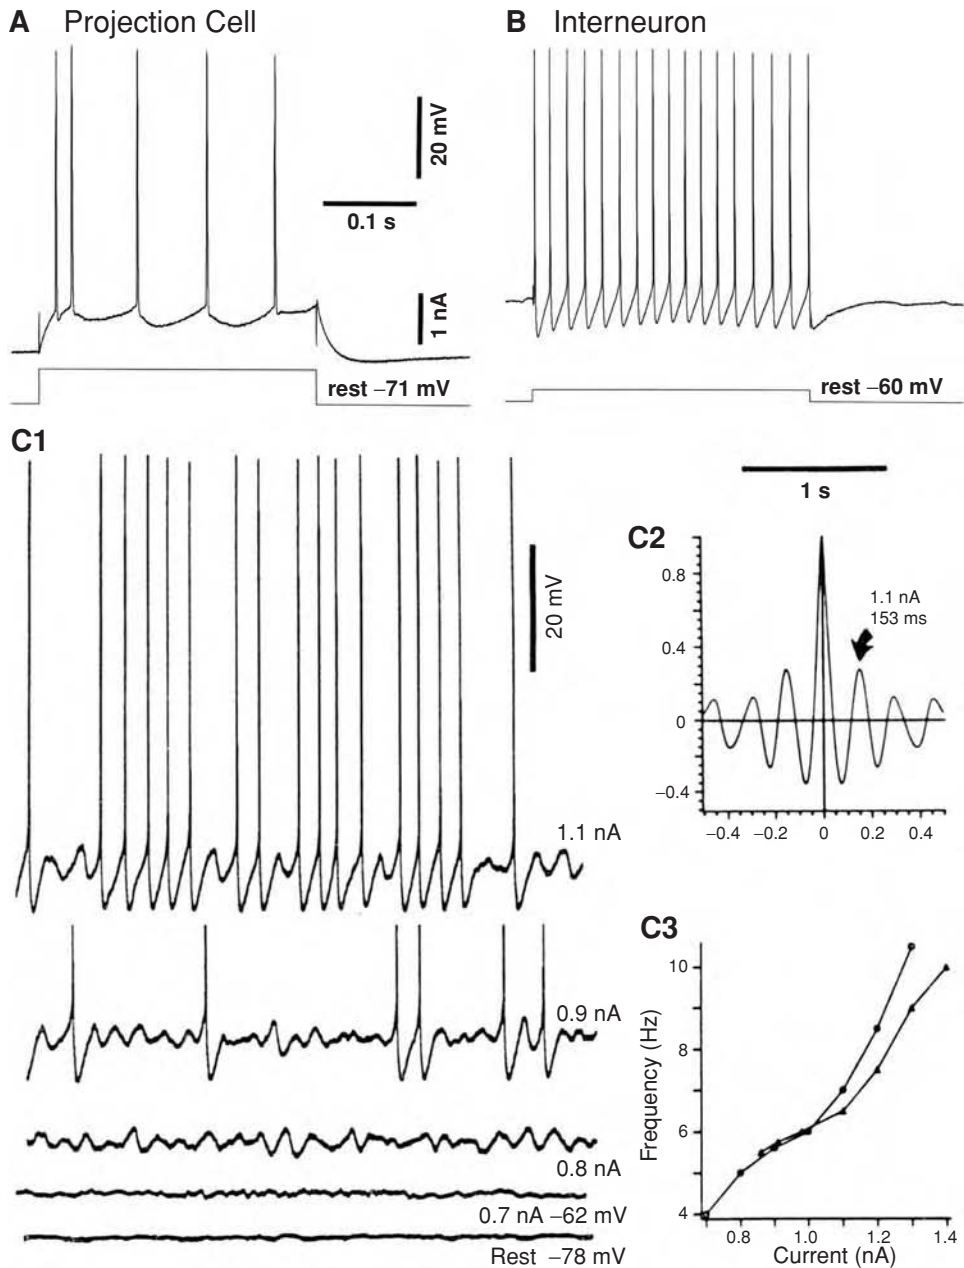 A Projection Cell
B Interneuron
20 mV
0.1 s
1 nA
rest –71 mV
rest –60 mV
C1
1 s
20 mV
1.1 nA
0.9 nA
0.8 nA
0.7 nA –62 mV
Rest –78 mV
C2
0.8
0.4
0
–0.4
1.1 nA
153 ms
–0.4 –0.2 0 0.2 0.4
C3
Frequency (Hz)
10
8
6
4
0.8 1.0 1.2 1.4
Current (nA)